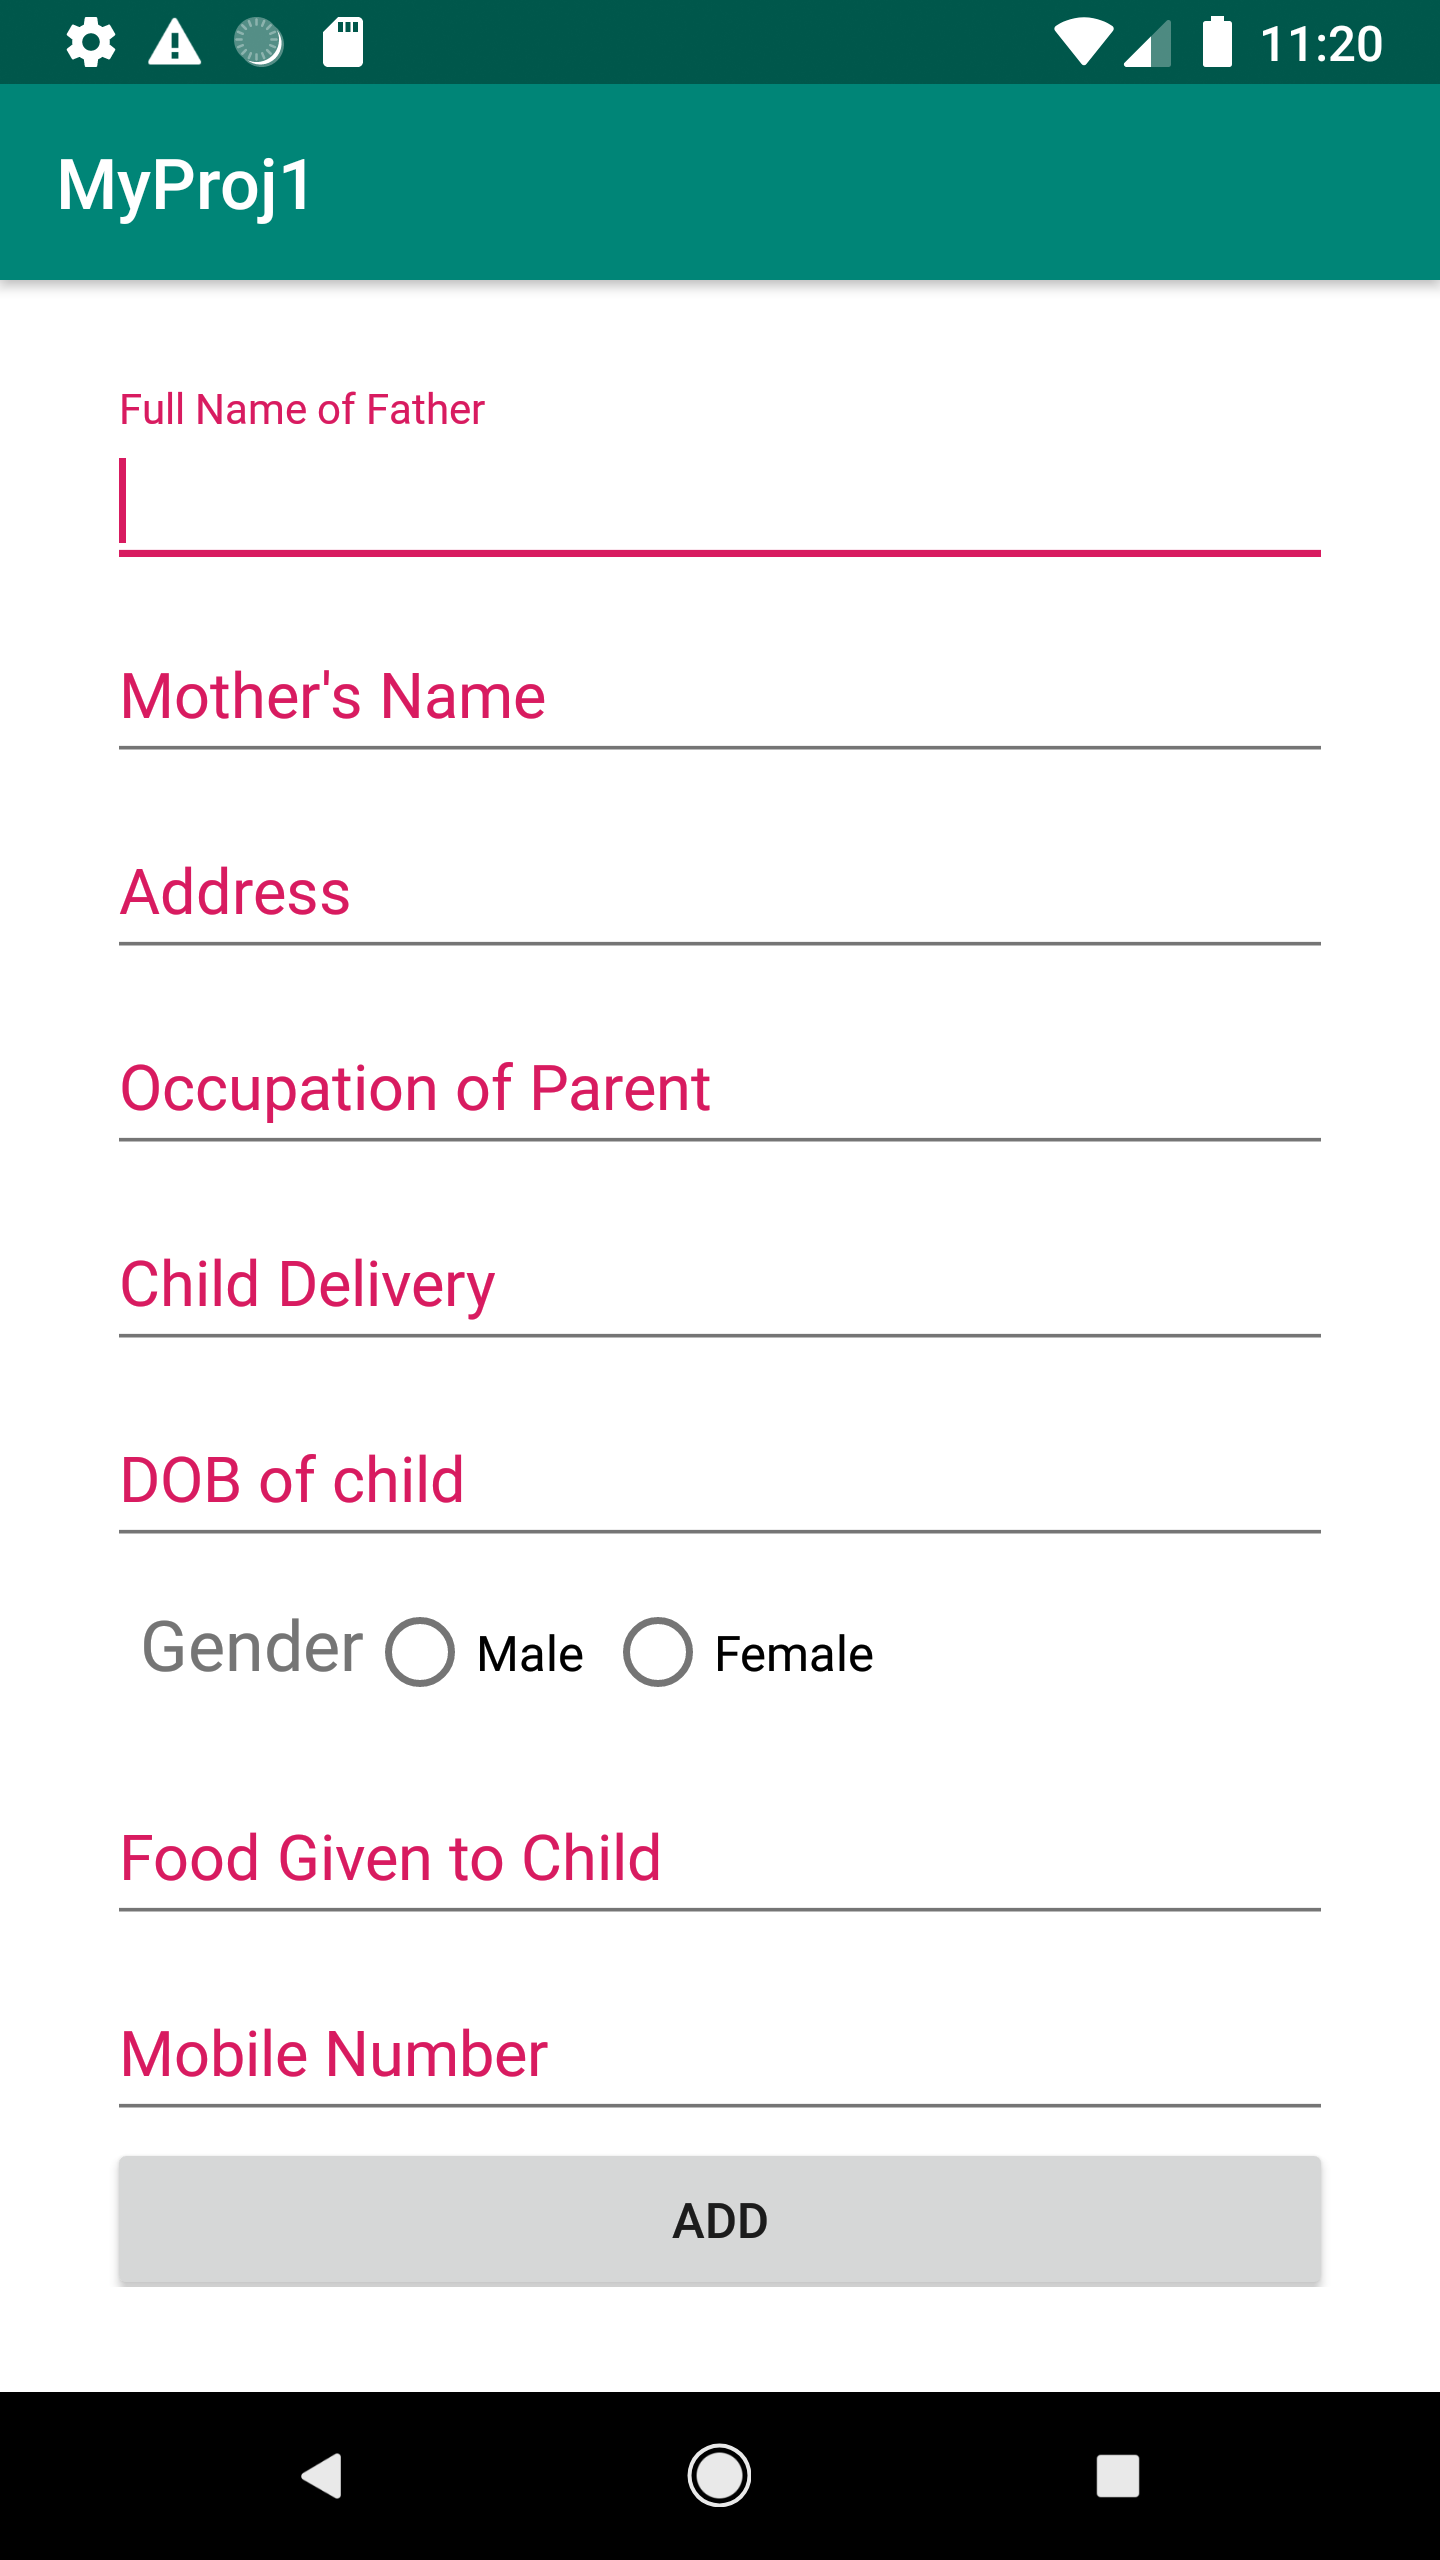 11:20
MyProj1
Full Name of Father
Mother's Name
Address
Occupation of Parent
Child Delivery
DOB of child
Gender Male Female
Food Given to Child
Mobile Number
ADD